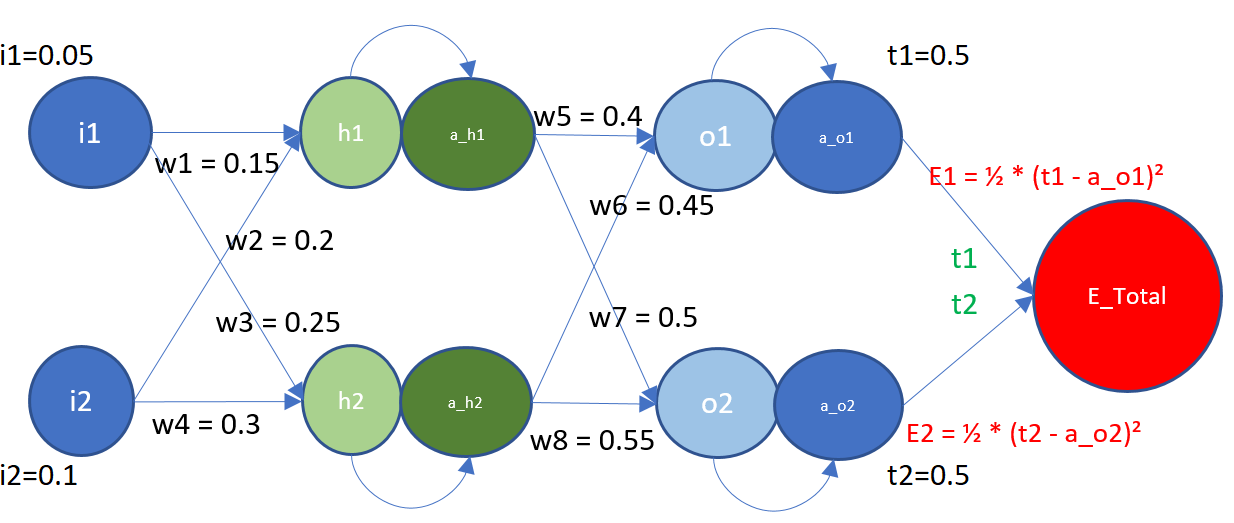 i1=0.05
t1=0.5
i1
h1
a_h1
w5 = 0.4
o1
a_o1
w1 = 0.15
E1 = ½ * (t1 - a_o1)²
w6 = 0.45
w2 = 0.2
t1
t2
E_Total
w3 = 0.25
w7 = 0.5
i2
h2
a_h2
o2
a_o2
w4 = 0.3
w8 = 0.55
E2 = ½ * (t2 - a_o2)²
i2=0.1
t2=0.5